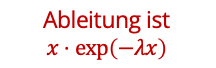 Ableitung ist
x · exp(−λx)